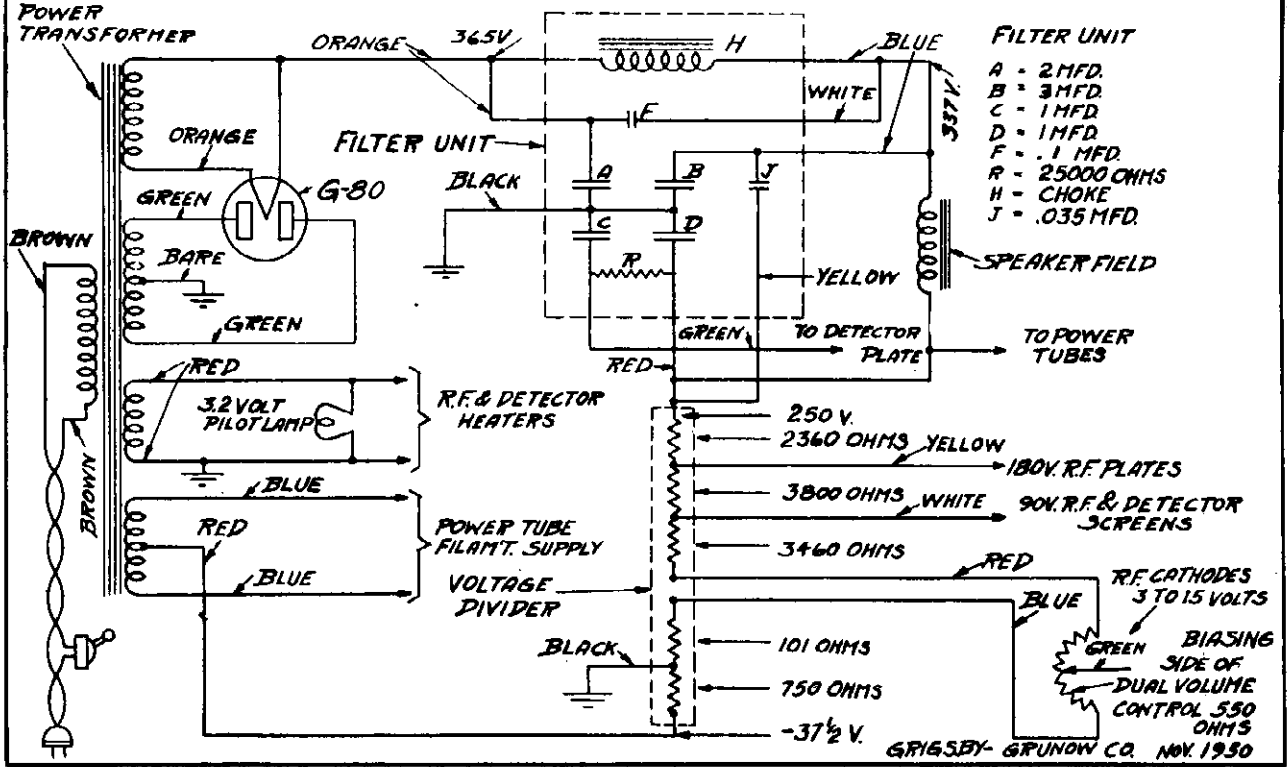 POWER
TRANSFORMER
ORANGE
365V
H
BLUE
FILTER UNIT
A = 2 MFD.
B = 3 MFD.
C = 1 MFD.
D = 1 MFD.
F = .1 MFD.
R = 25000 OHMS
H = CHOKE
J = .035 MFD.
337V.
WHITE
F
ORANGE
FILTER UNIT
G-80
BLACK
A
B
J
C
D
R
GREEN
BROWN
BARE
GREEN
YELLOW
SPEAKER FIELD
GREEN
TO DETECTOR
PLATE
TO POWER
TUBES
RED
RED
3.2 VOLT
PILOT LAMP
R.F. & DETECTOR
HEATERS
250 V.
2360 OHMS
YELLOW
180V. R.F. PLATES
3800 OHMS
WHITE
90V. R.F. & DETECTOR
SCREENS
3460 OHMS
BROWN
BLUE
RED
BLUE
POWER TUBE
FILAMT. SUPPLY
VOLTAGE
DIVIDER
RED
BLUE
R.F. CATHODES
3 TO 15 VOLTS
GREEN
BIASING
SIDE OF
DUAL VOLUME
CONTROL 550
OHMS
BLACK
101 OHMS
750 OHMS
-37½ V.
GRIGSBY-GRUNOW CO. NOV. 1930